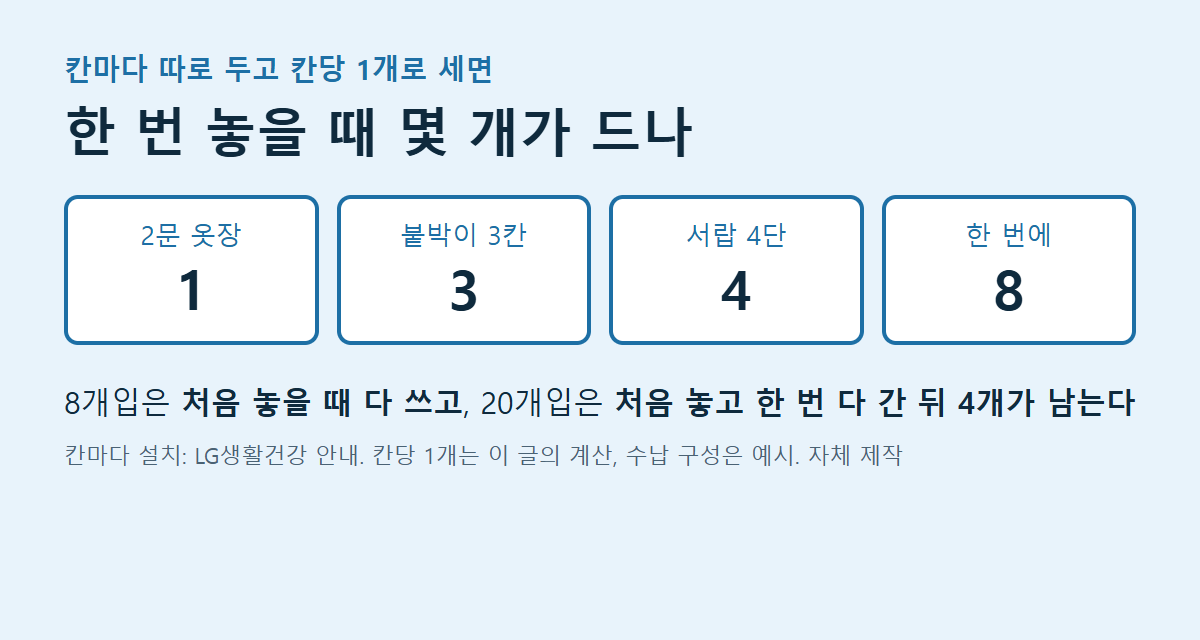 칸마다 따로 두고 칸당 1개로 세면
한 번 놓을 때 몇 개가 드나
2문 옷장
1
붙박이 3칸
3
서랍 4단
4
한 번에
8
8개입은 처음 놓을 때 다 쓰고, 20개입은 처음 놓고 한 번 다 간 뒤 4개가 남는다
칸마다 설치: LG생활건강 안내. 칸당 1개는 이 글의 계산, 수납 구성은 예시. 자체 제작